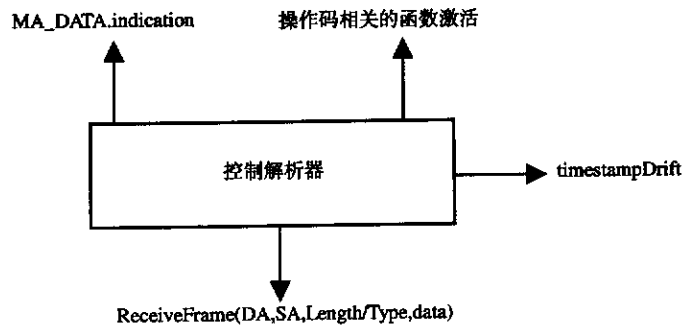 MA_DATA.indication
操作码相关的函数激活
控制解析器
timestampDrift
ReceiveFrame(DA,SA,Length/Type,data)